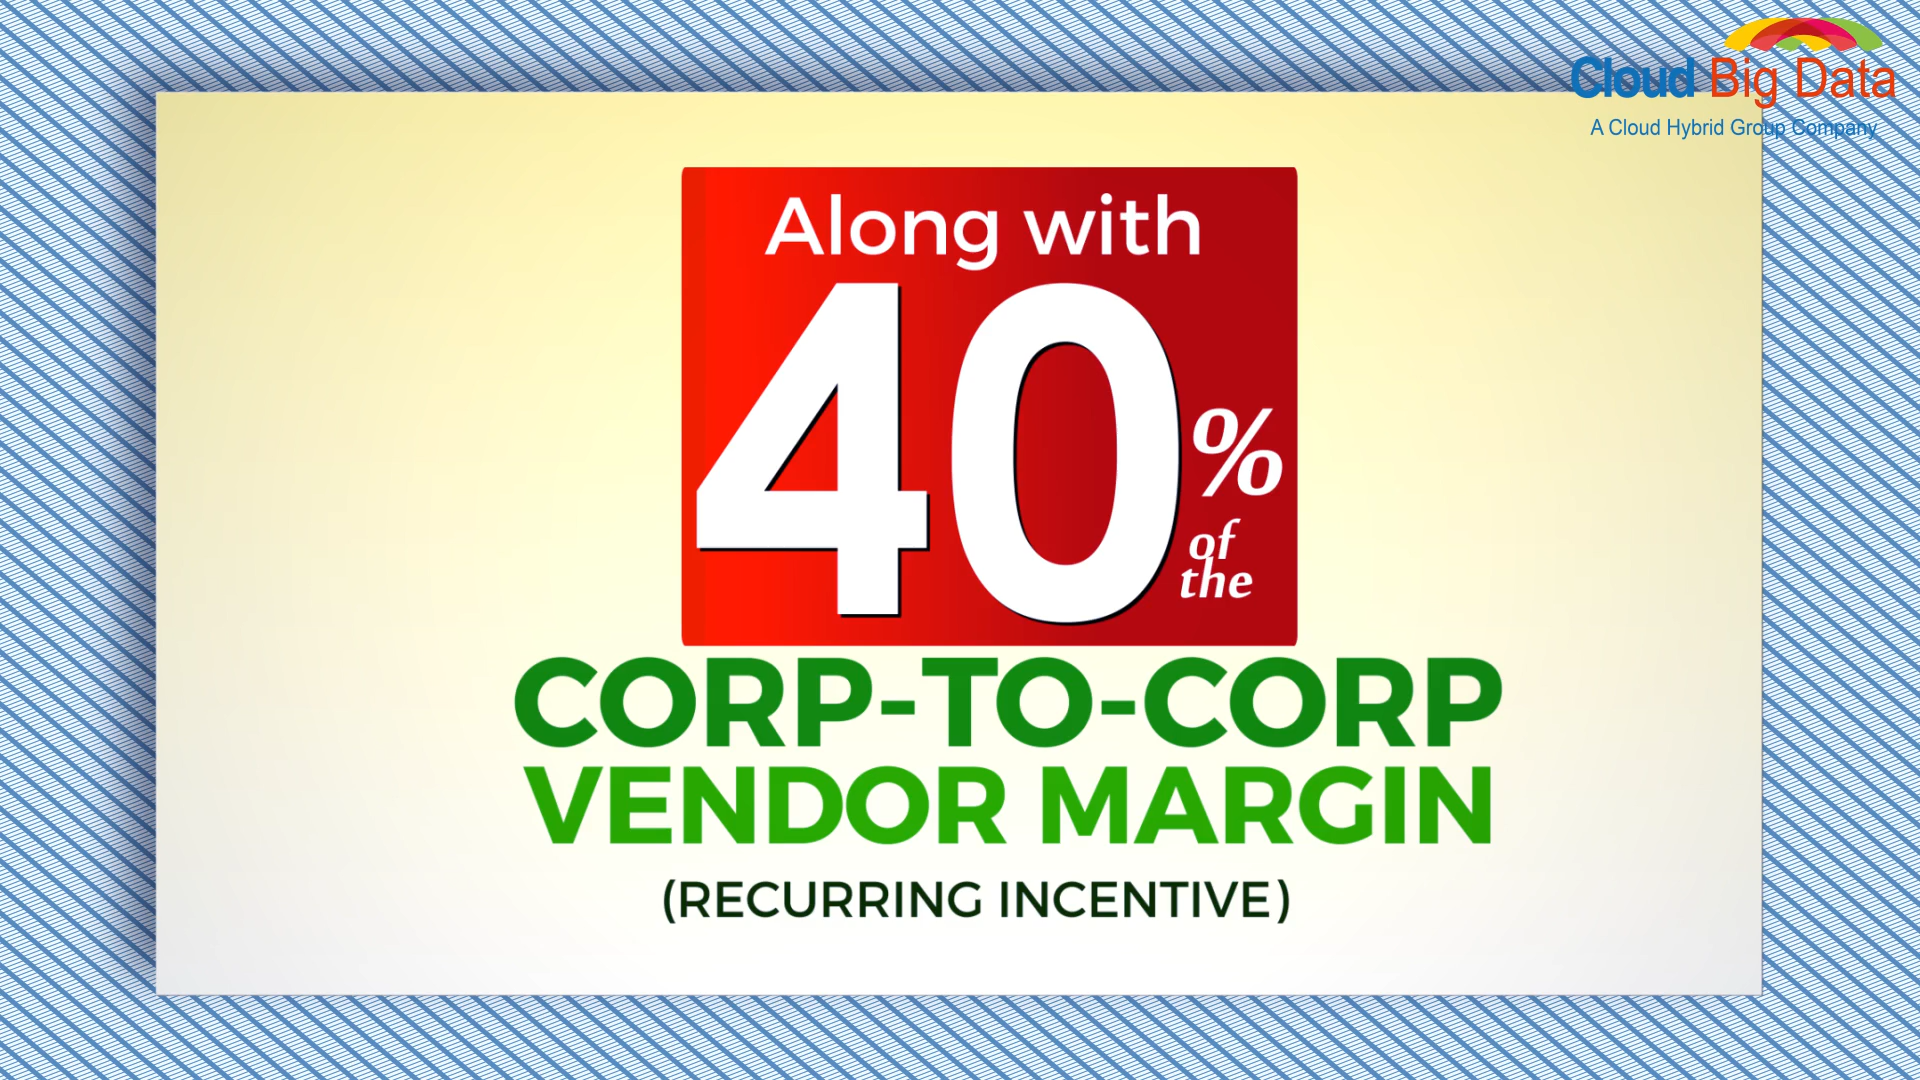 Cloud Big Data
A Cloud Hybrid Group Company
Along with
40%
of
the
CORP-TO-CORP
VENDOR MARGIN
(RECURRING INCENTIVE)